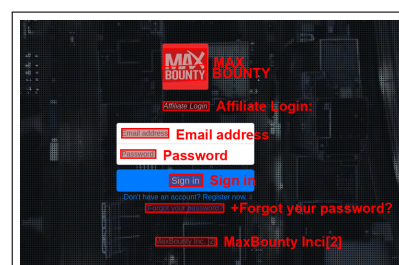 MAX BOUNTY MAX BOUNTY
Affiliate Login: Affiliate Login:
Email address Email address
Password Password
Sign in Sign in
Don't have an account? Register now.
Forgot your password? +Forgot your password?
MaxBounty Inc. [2] MaxBounty Inci[2]